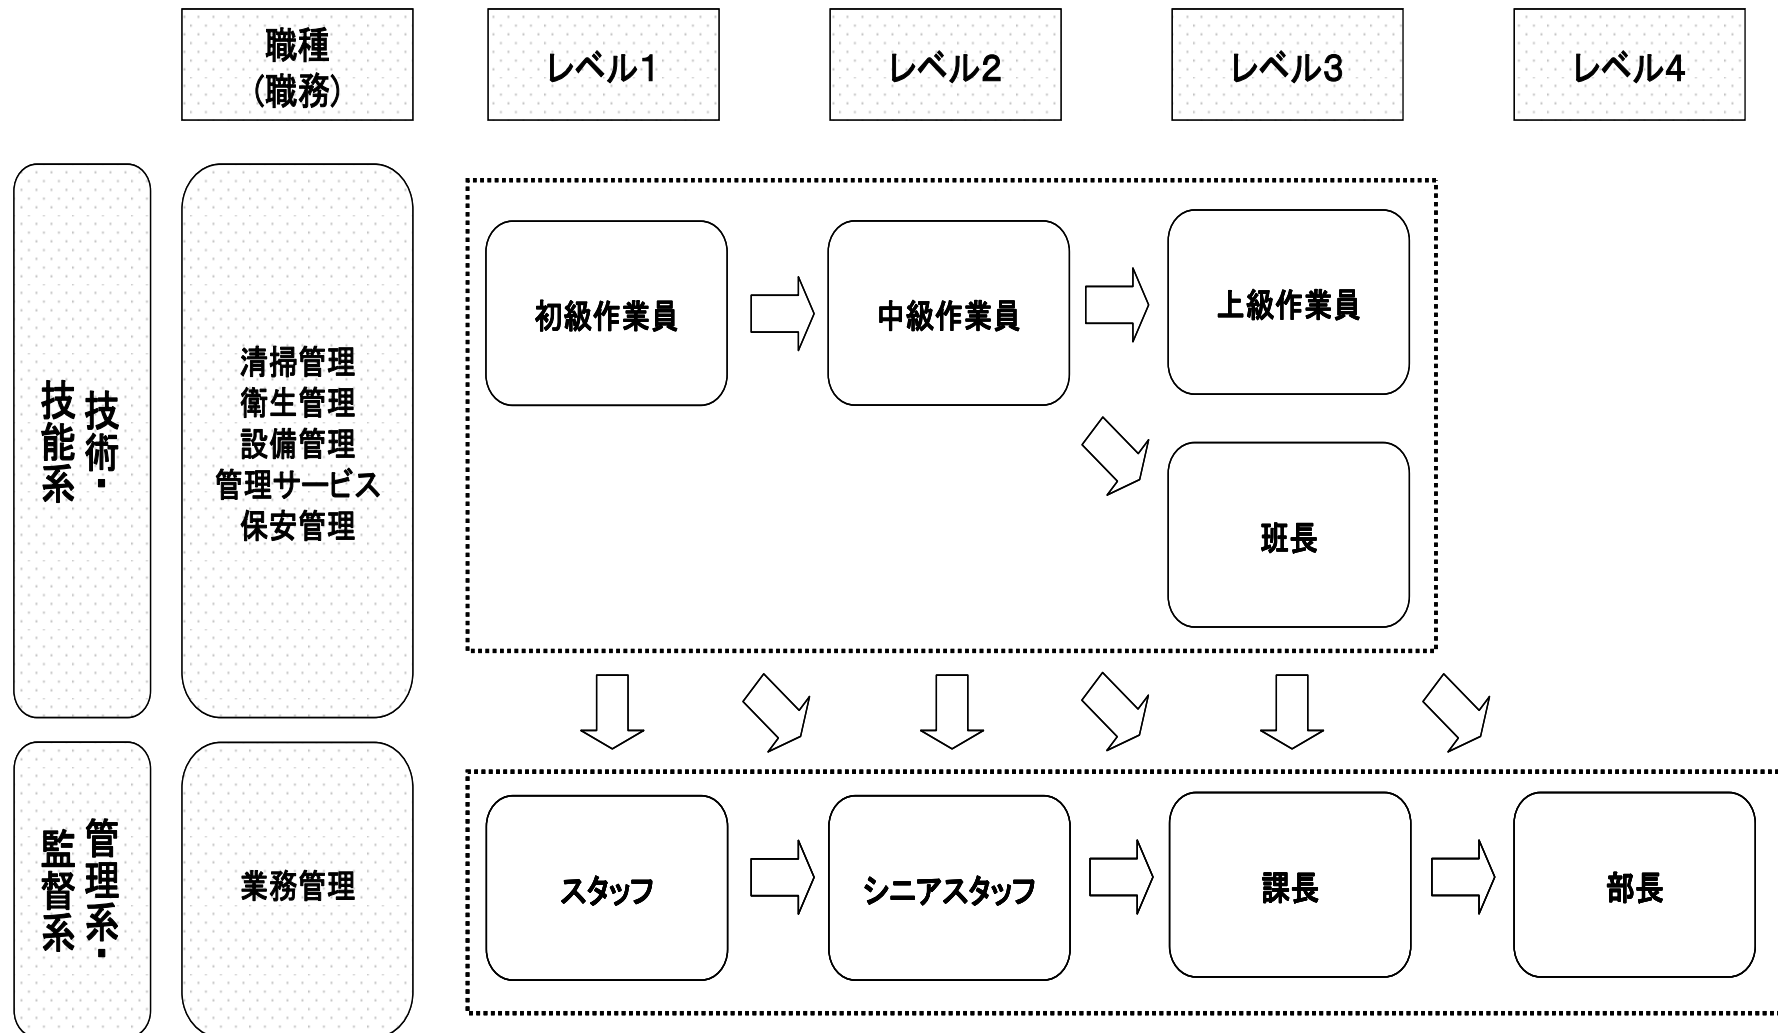 職種
(職務)
レベル1
レベル2
レベル3
レベル4
技術・
技能系
清掃管理
衛生管理
設備管理
管理サービス
保安管理
初級作業員
中級作業員
上級作業員
班長
管理系・
監督系
業務管理
スタッフ
シニアスタッフ
課長
部長